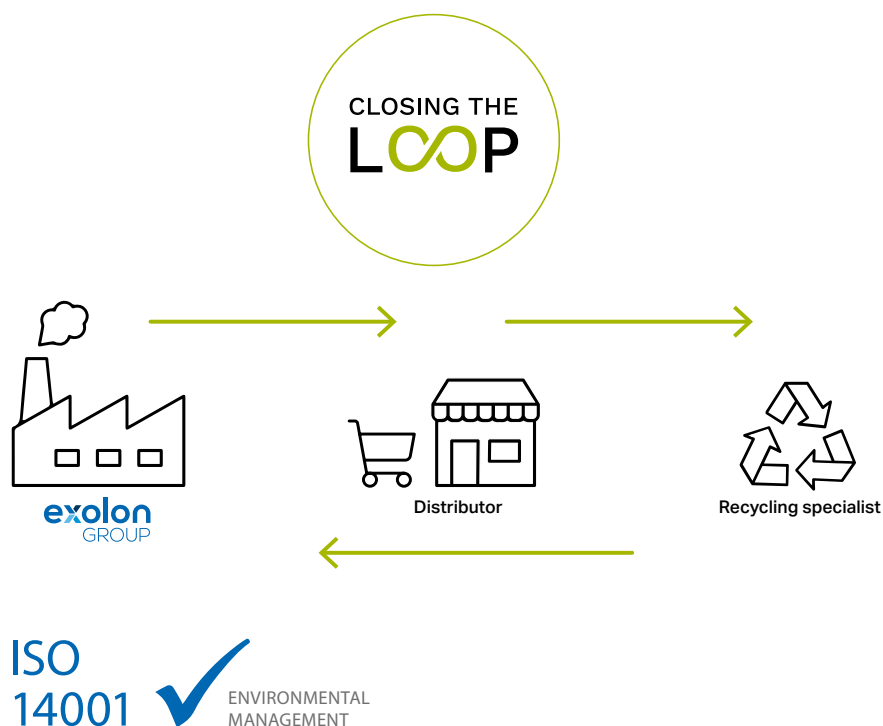 CLOSING THE
LOOP
exolon
GROUP
Distributor
Recycling specialist
ISO
14001
ENVIRONMENTAL
MANAGEMENT